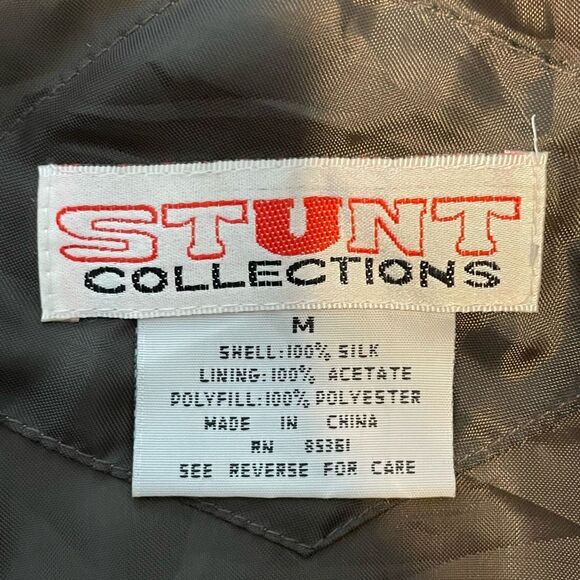 STUNT
COLLECTIONS
M
SHELL:100% SILK
LINING:100% ACETATE
POLYFILL:100% POLYESTER
MADE IN CHINA
RN 85361
SEE REVERSE FOR CARE